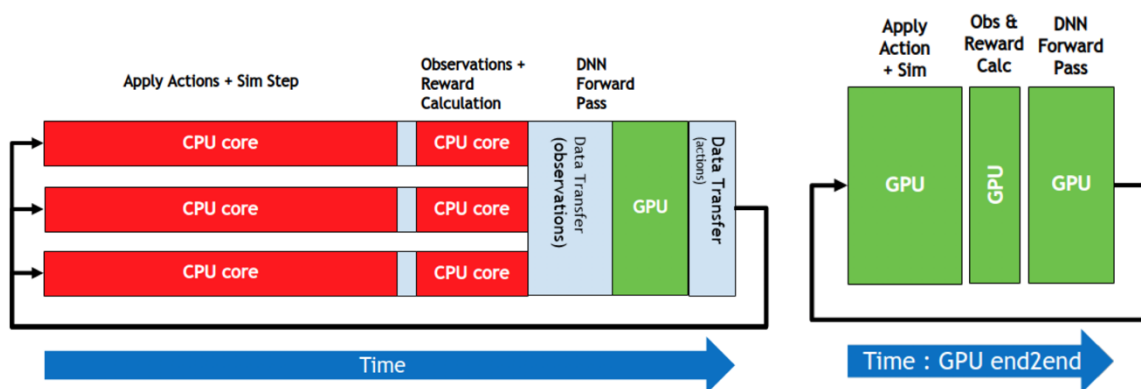 Apply Actions + Sim Step
Observations +
Reward
Calculation
DNN
Forward
Pass
CPU core
CPU core
CPU core
CPU core
CPU core
CPU core
Data Transfer
(observations)
GPU
Data Transfer
(actions)
Time
Apply
Action
+ Sim
Obs &
Reward
Calc
DNN
Forward
Pass
GPU
GPU
GPU
Time : GPU end2end